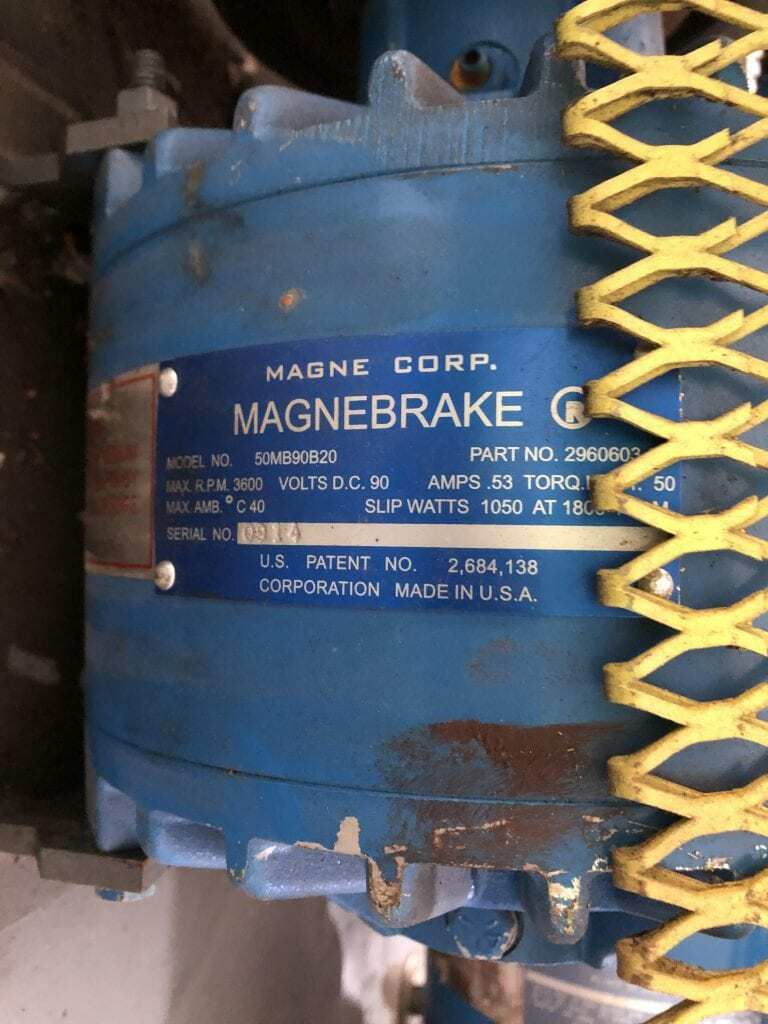 MAGNE CORP.
MAGNEBRAKE ®
MODEL NO. 50MB90B20 PART NO. 2960603
MAX. R.P.M. 3600 VOLTS D.C. 90 AMPS .53 50
MAX. AMB. °C 40 SLIP WATTS 1050 AT
SERIAL NO.
U.S. PATENT NO. 2,684,138
CORPORATION MADE IN U.S.A.